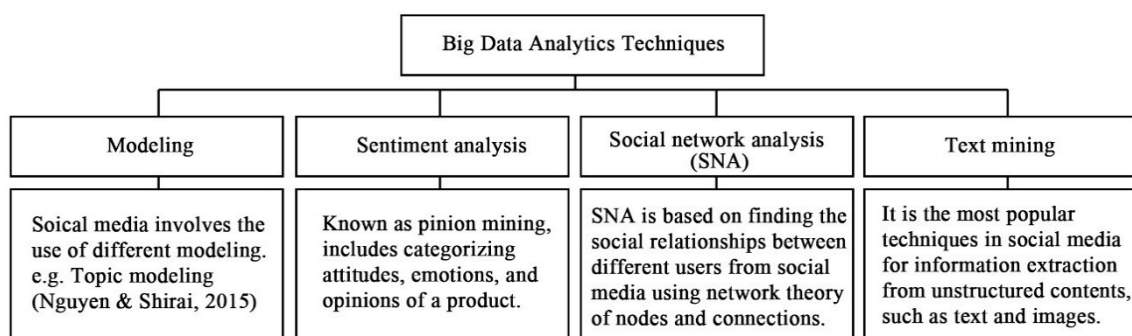 Big Data Analytics Techniques
Modeling
Soical media involves the
use of different modeling.
e.g. Topic modeling
(Nguyen & Shirai, 2015)
Sentiment analysis
Known as pinion mining,
includes categorizing
attitudes, emotions, and
opinions of a product.
Social network analysis
(SNA)
SNA is based on finding the
social relationships between
different users from social
media using network theory
of nodes and connections.
Text mining
It is the most popular
techniques in social media
for information extraction
from unstructured contents,
such as text and images.